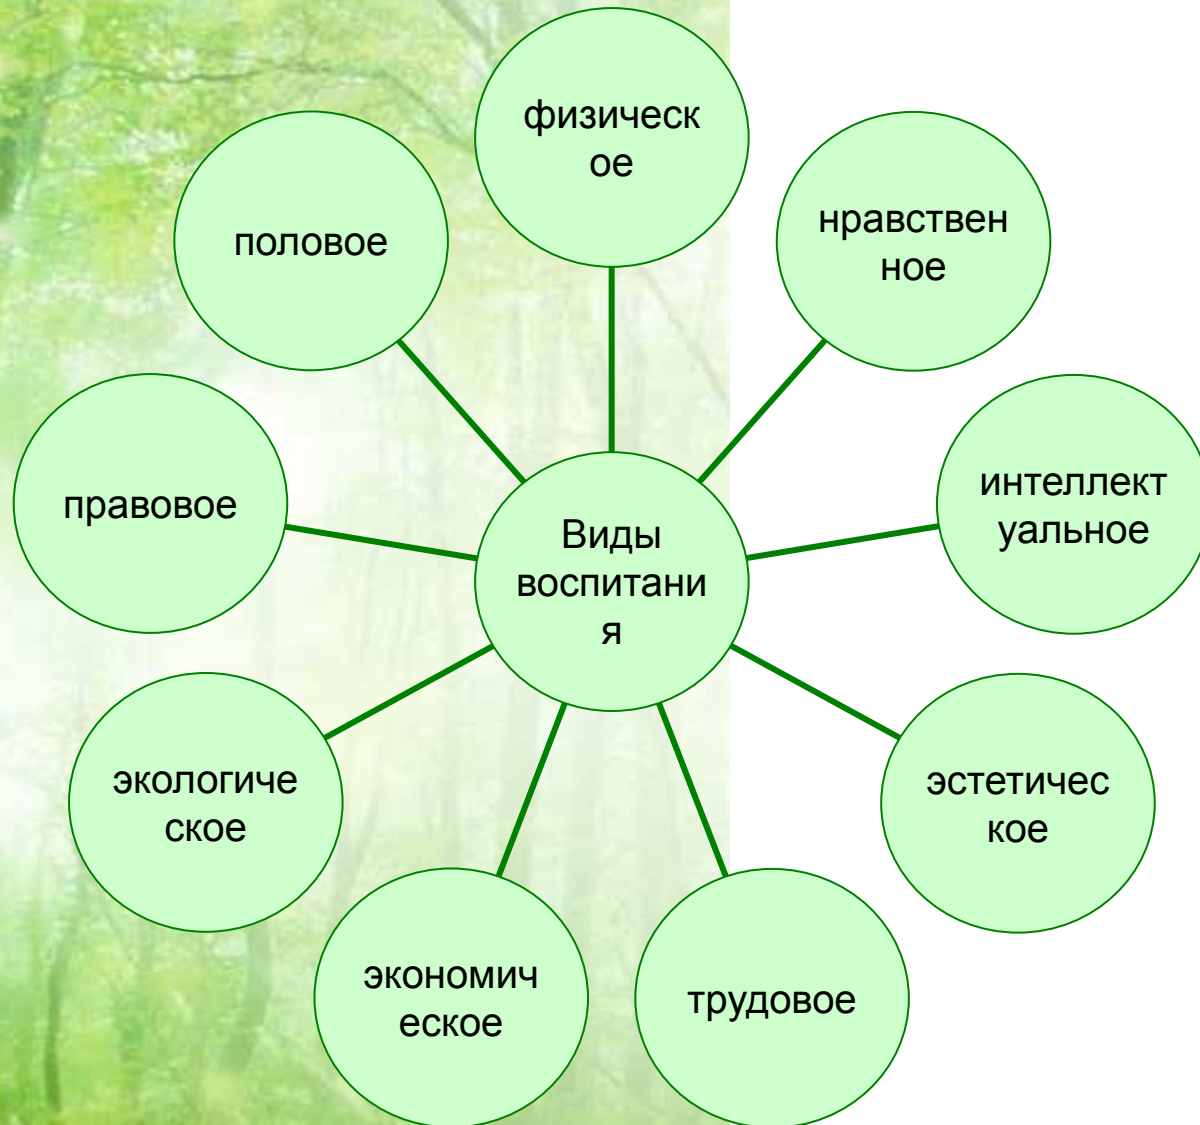 физическ
ое
нравствен
ное
интеллект
уальное
эстетичес
кое
трудовое
экономич
еское
экологиче
ское
правовое
половое
Виды
воспитани
я